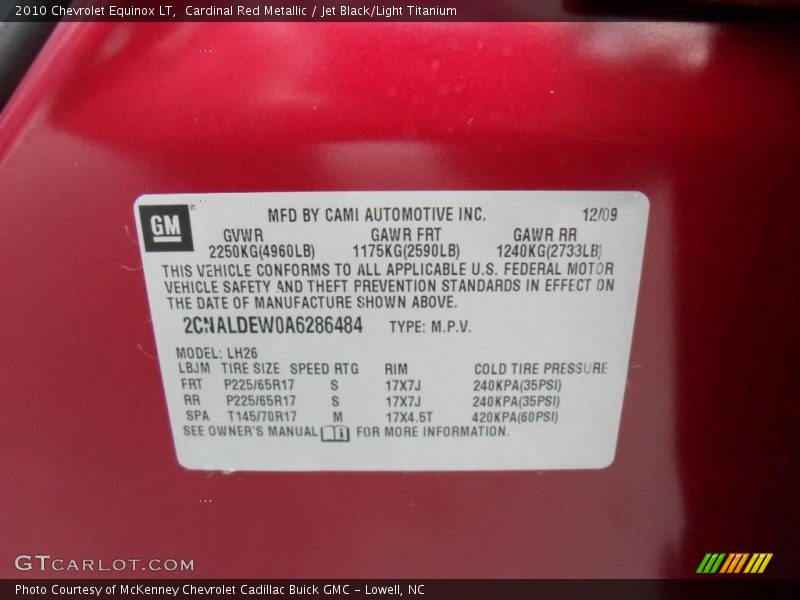 2010 Chevrolet Equinox LT,  Cardinal Red Metallic / Jet Black/Light Titanium
GM
MFD BY CAMI AUTOMOTIVE INC. 12/09
GVWR GAWR FRT GAWR RR
2250KG(4960LB) 1175KG(2590LB) 1240KG(2733LB)
THIS VEHICLE CONFORMS TO ALL APPLICABLE U.S. FEDERAL MOTOR
VEHICLE SAFETY AND THEFT PREVENTION STANDARDS IN EFFECT ON
THE DATE OF MANUFACTURE SHOWN ABOVE.
2CNALDEW0A6286484 TYPE: M.P.V.
MODEL: LH26
LBJM TIRE SIZE SPEED RTG RIM COLD TIRE PRESSURE
FRT P225/65R17 S 17X7J 240KPA(35PSI)
RR P225/65R17 S 17X7J 240KPA(35PSI)
SPA T145/70R17 M 17X4.5T 420KPA(60PSI)
SEE OWNER'S MANUAL FOR MORE INFORMATION.
GTCARLOT.COM
Photo Courtesy of McKenney Chevrolet Cadillac Buick GMC - Lowell, NC